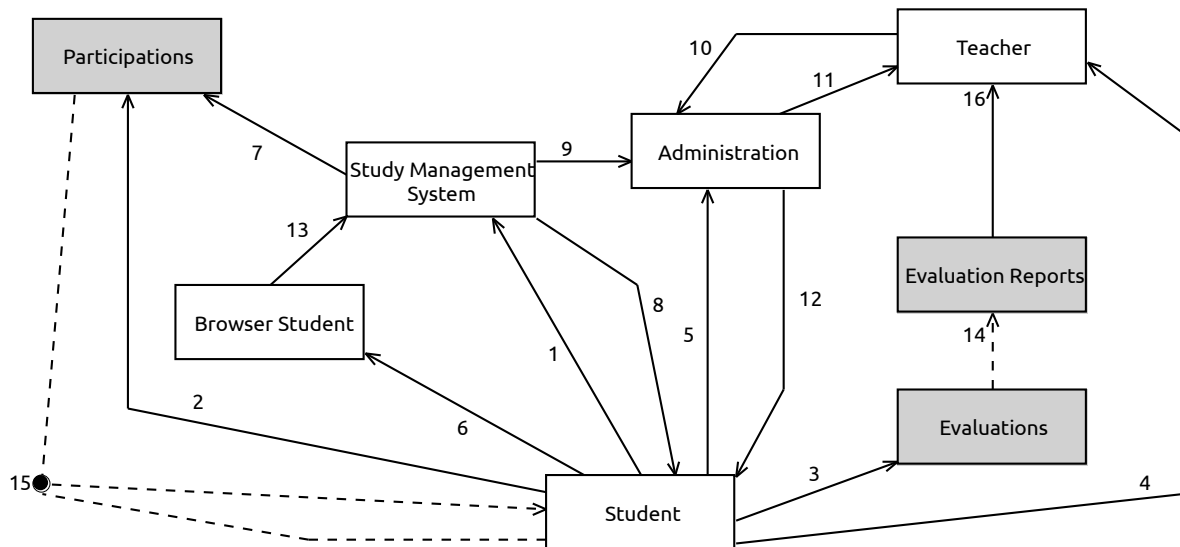 10
Teacher
Participations
11
16
7
9
Administration
Study Management
System
13
Evaluation Reports
12
8
Browser Student
5
14
1
2
6
Evaluations
3
15
4
Student